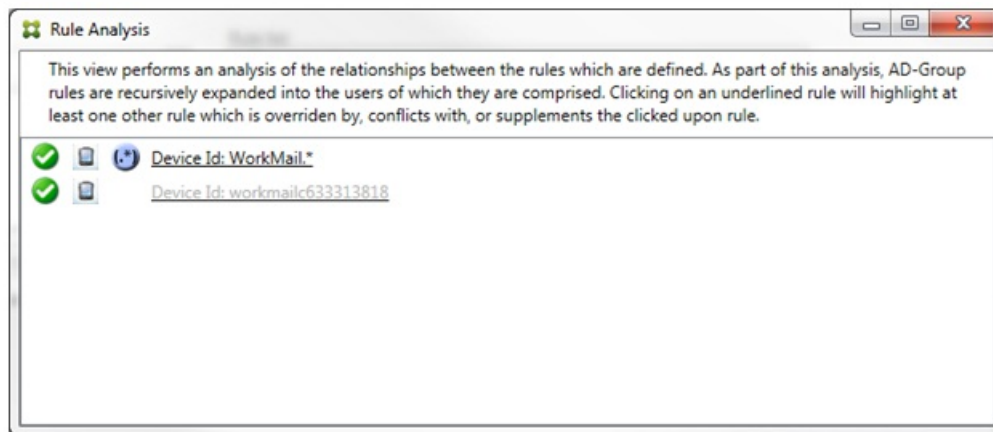 Rule Analysis
This view performs an analysis of the relationships between the rules which are defined. As part of this analysis, AD-Group
rules are recursively expanded into the users of which they are comprised. Clicking on an underlined rule will highlight at
least one other rule which is overriden by, conflicts with, or supplements the clicked upon rule.
(.*) Device Id: WorkMail.*
Device Id: workmailc633313818